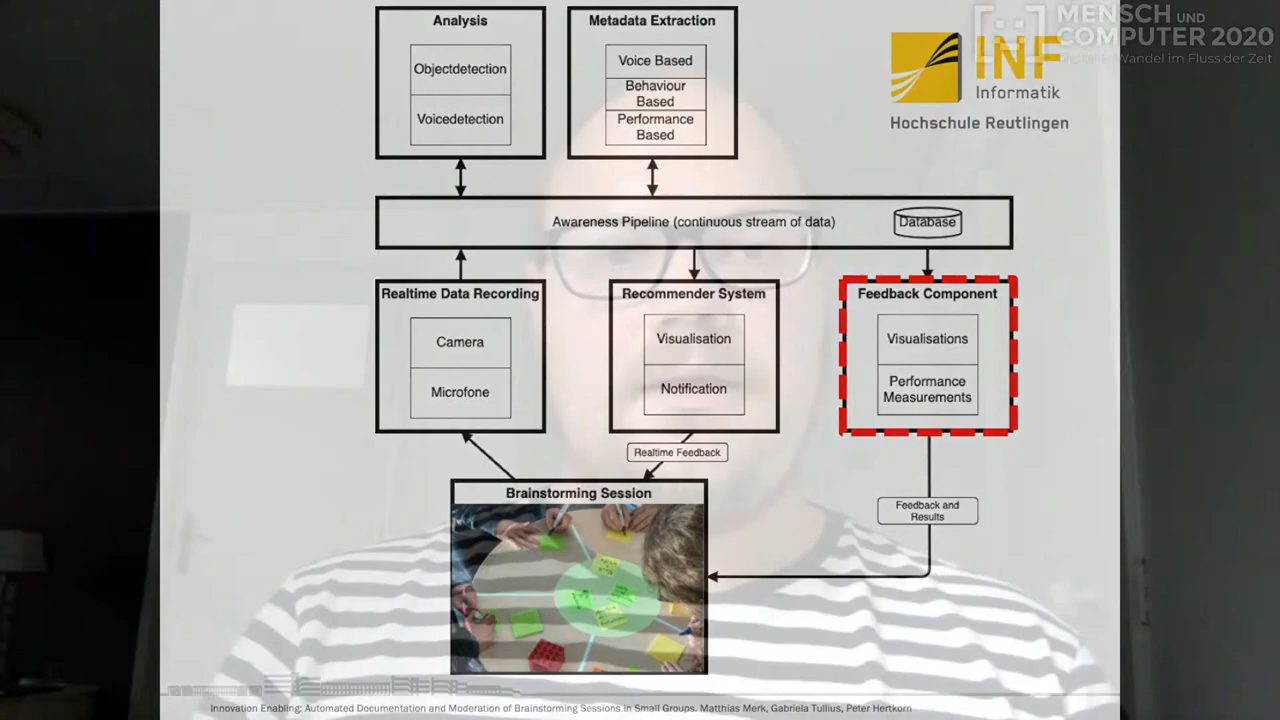 Analysis
Objectdetection
Voicedetection
Metadata Extraction
Voice Based
Behaviour
Based
Performance
Based
MENSCH UND
COMPUTER 2020
Digitaler Wandel im Fluss der Zeit
INF
Informatik
Hochschule Reutlingen
Awareness Pipeline (continuous stream of data)
Database
Realtime Data Recording
Camera
Microfone
Recommender System
Visualisation
Notification
Feedback Component
Visualisations
Performance
Measurements
Realtime Feedback
Feedback and
Results
Brainstorming Session
Innovation Enabling: Automated Documentation and Moderation of Brainstorming Sessions in Small Groups. Matthias Merk, Gabriela Tullius, Peter Hertkorn